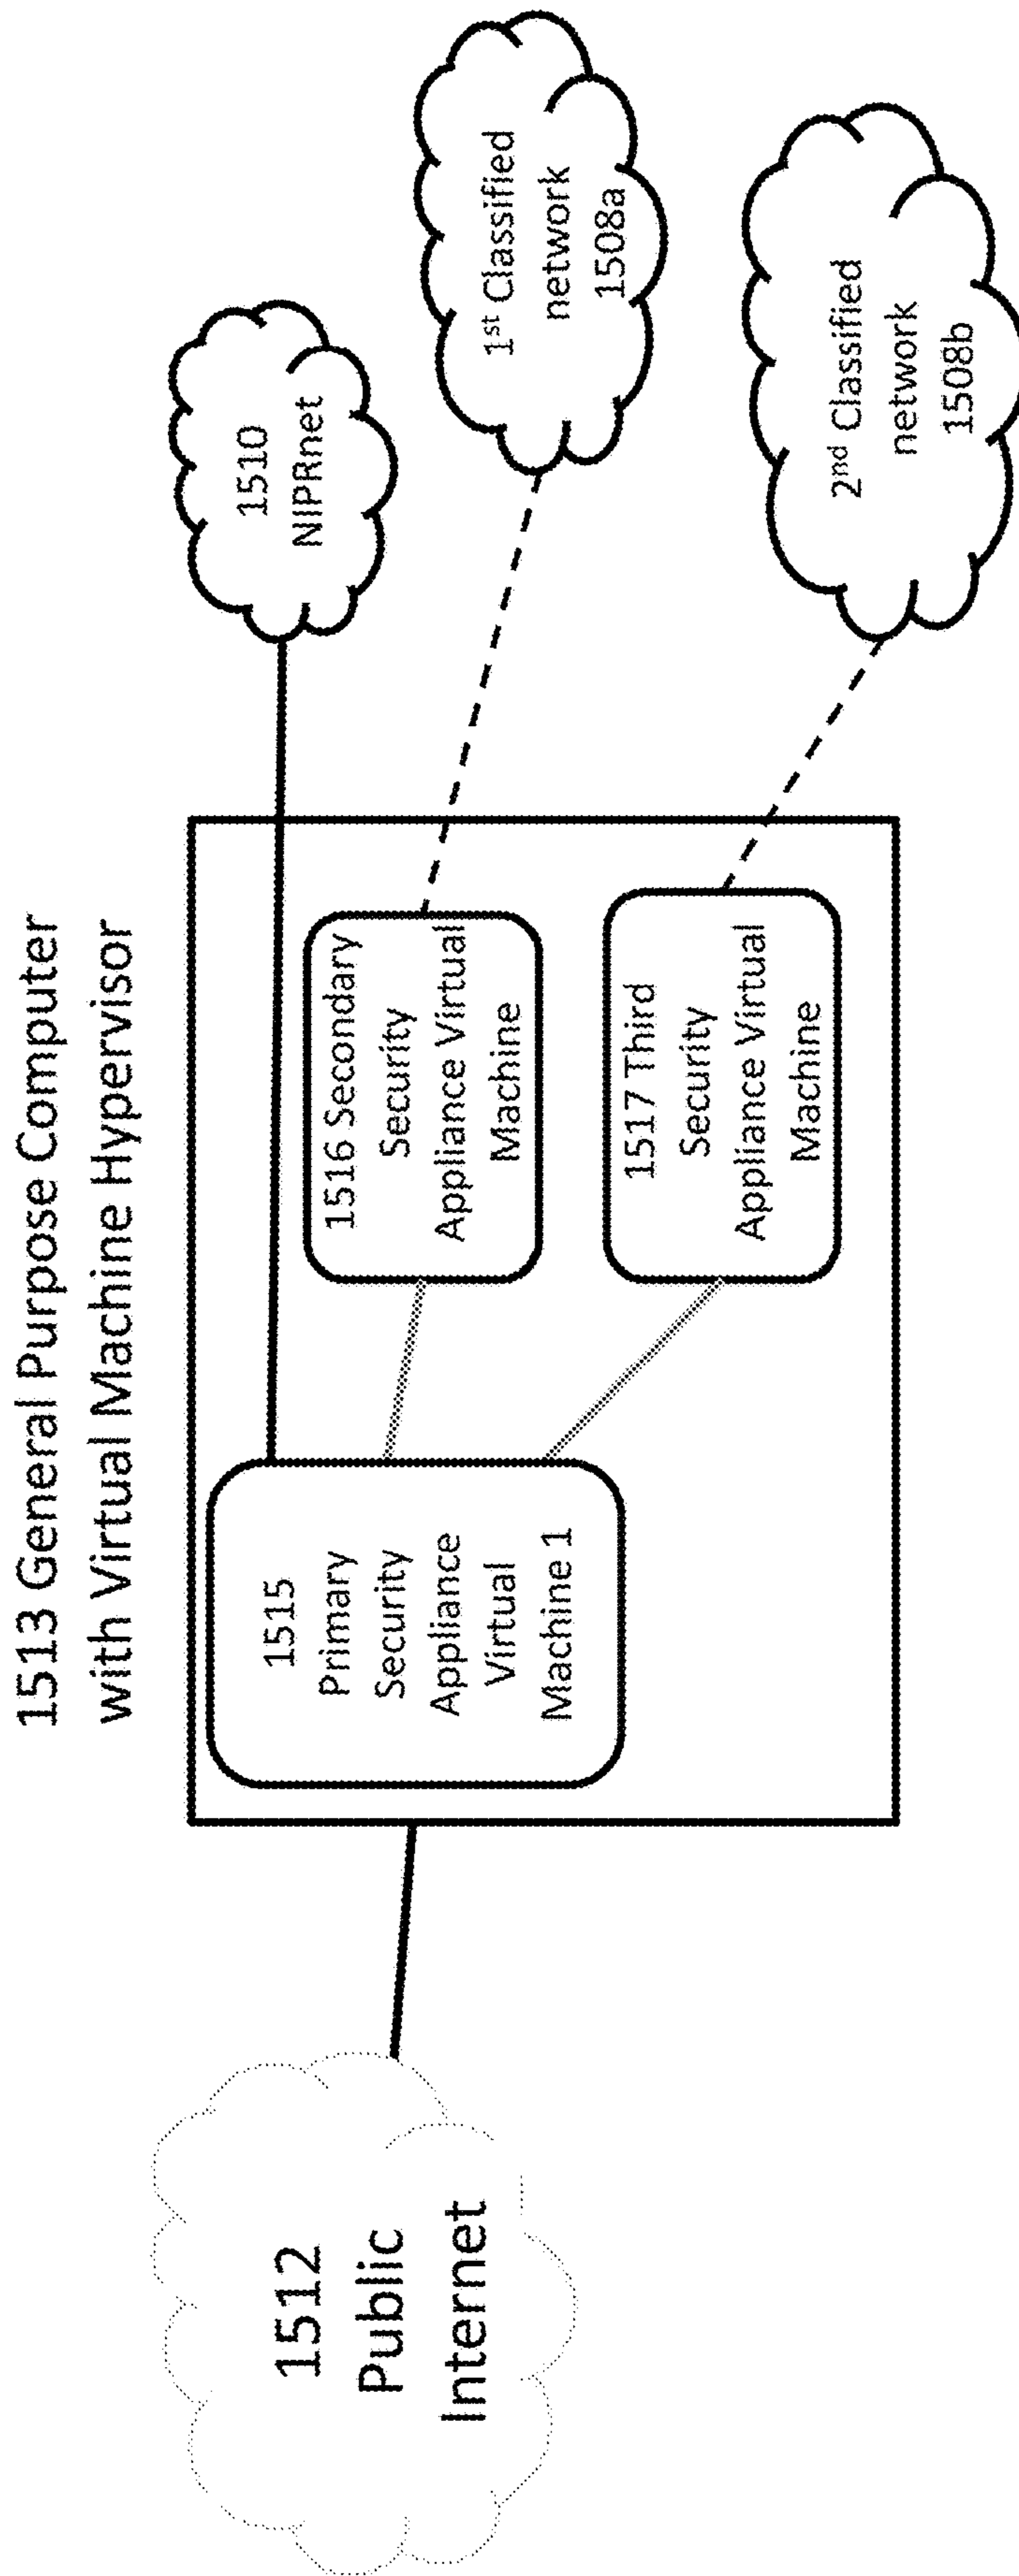 1513 General Purpose Computer
with Virtual Machine Hypervisor
1512
Public
Internet
1515
Primary
Security
Appliance
Virtual
Machine 1
1516 Secondary
Security
Appliance Virtual
Machine
1517 Third
Security
Appliance Virtual
Machine
1510
NIPRnet
1st Classified
network
1508a
2nd Classified
network
1508b